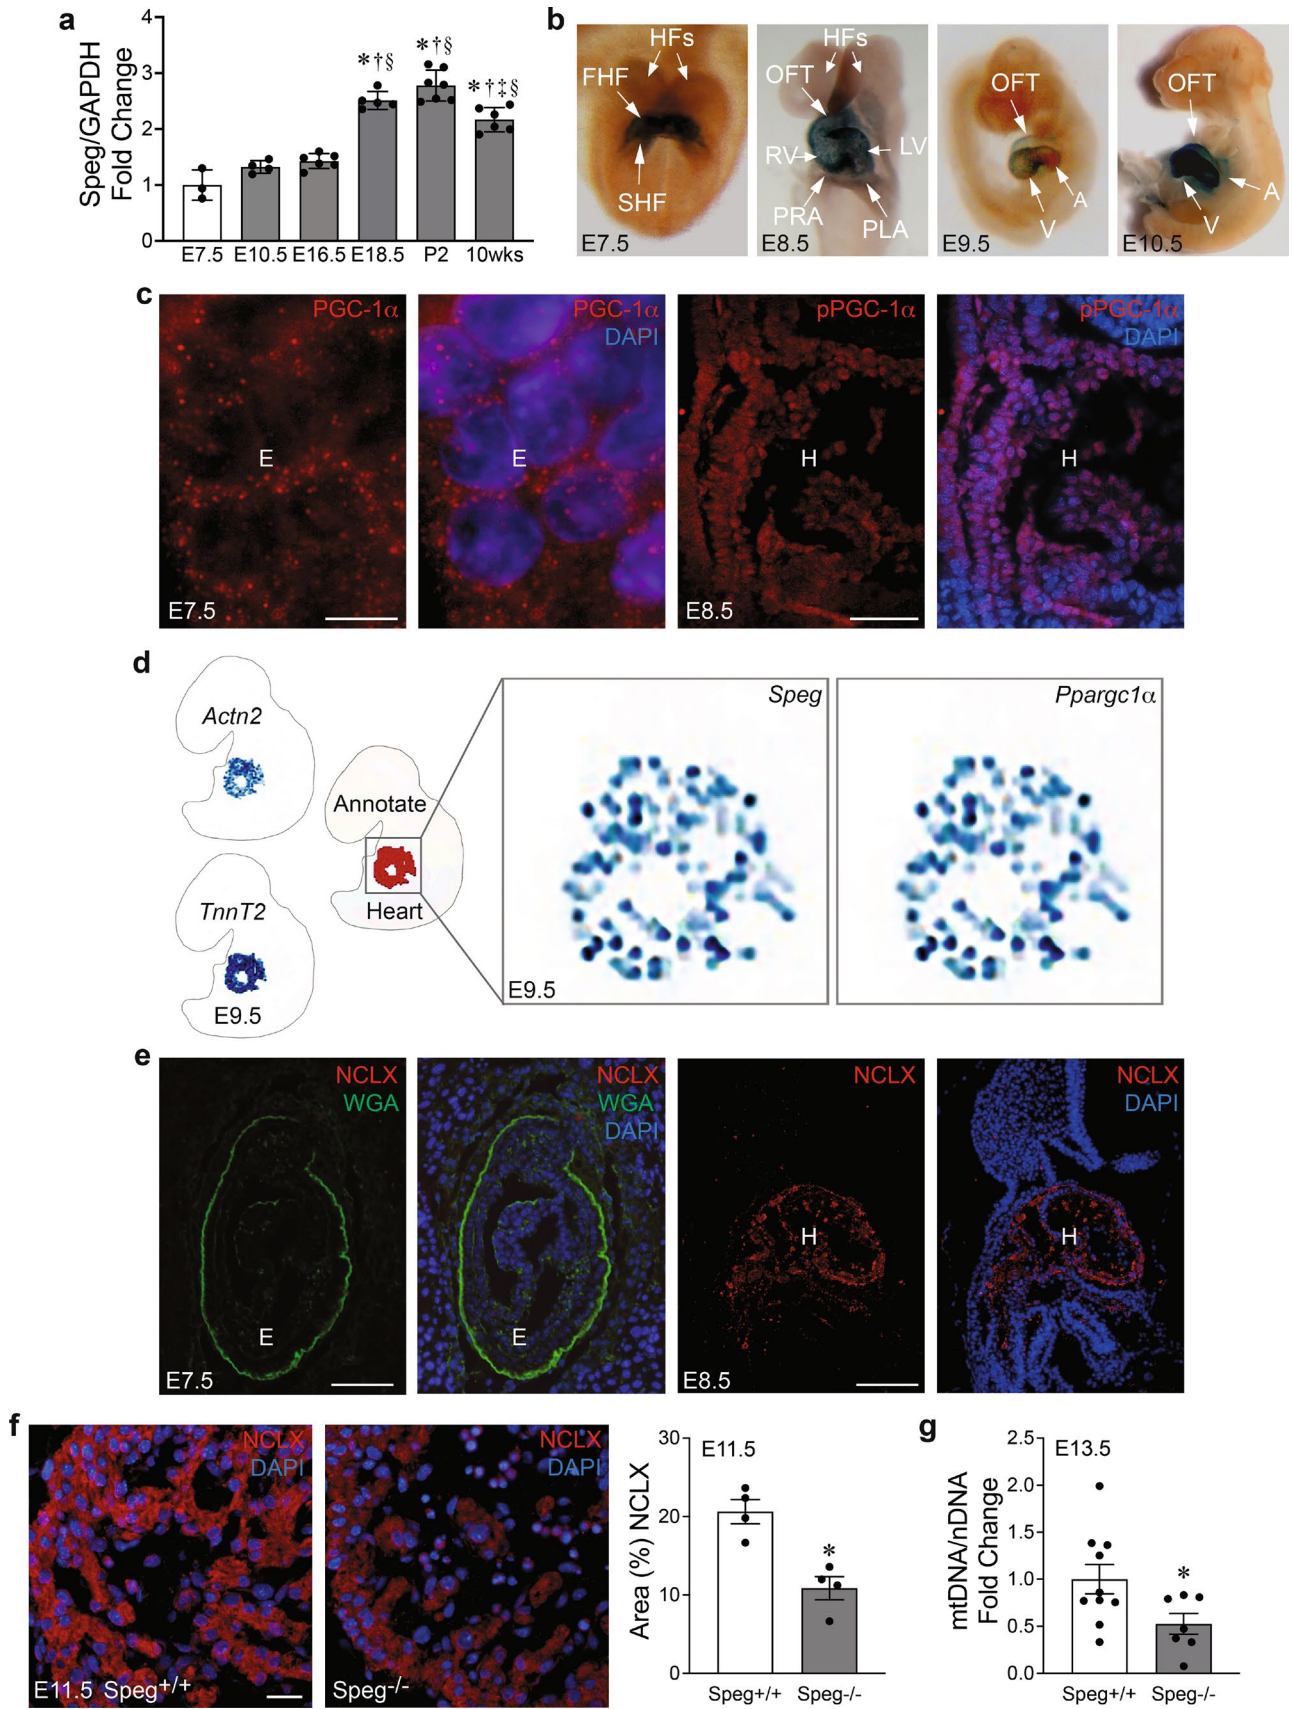 a
Speg/GAPDH
Fold Change
4
3
2
1
0
*†§
*†§
*†‡§
E7.5 E10.5 E16.5 E18.5 P2 10wks
b
HFs
FHF
SHF
E7.5
HFs
OFT
RV
LV
PRA
PLA
E8.5
OFT
A
V
E9.5
OFT
A
V
E10.5
c
PGC-1α
E
E7.5
PGC-1α
DAPI
E
pPGC-1α
H
E8.5
pPGC-1α
DAPI
H
d
Actn2
TnnT2
E9.5
Annotate
Heart
Speg
E9.5
Ppargc1α
e
NCLX
WGA
E
E7.5
NCLX
WGA
DAPI
E
NCLX
H
E8.5
NCLX
DAPI
H
f
NCLX
DAPI
E11.5 Speg+/+
NCLX
DAPI
Speg-/-
Area (%) NCLX
30
20
10
0
E11.5
*
Speg+/+ Speg-/-
g
mtDNA/nDNA
Fold Change
2.5
2.0
1.5
1.0
0.5
0.0
E13.5
*
Speg+/+ Speg-/-